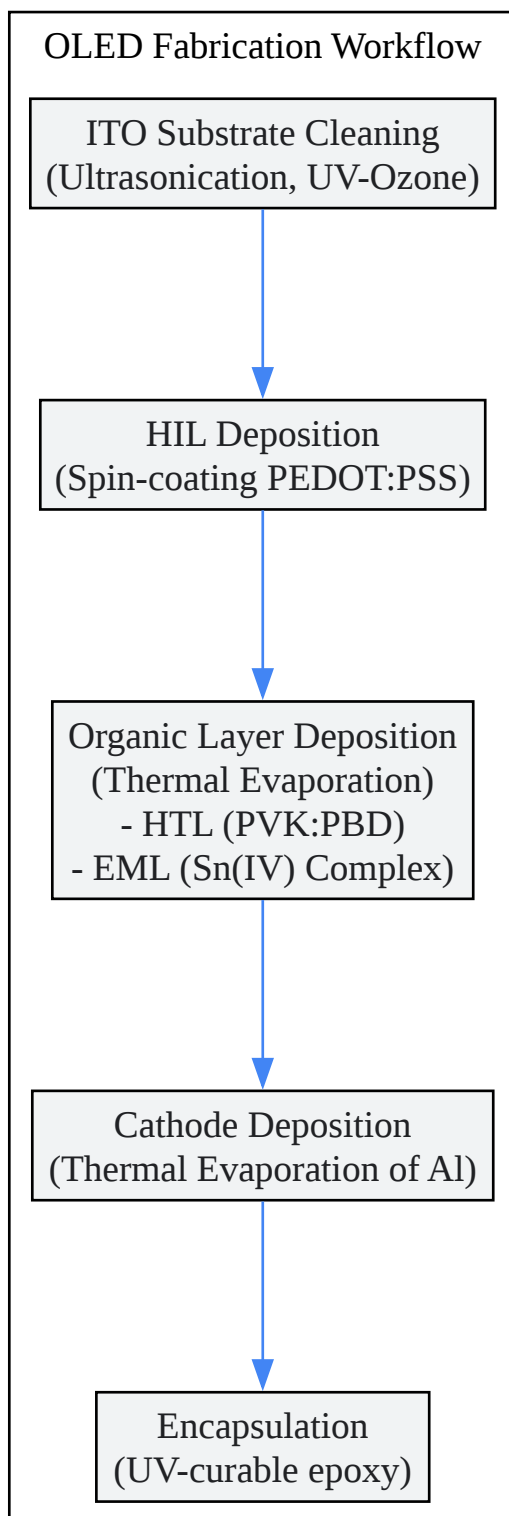 OLED Fabrication Workflow
ITO Substrate Cleaning
(Ultrasonication, UV-Ozone)
HIL Deposition
(Spin-coating PEDOT:PSS)
Organic Layer Deposition
(Thermal Evaporation)
- HTL (PVK:PBD)
- EML (Sn(IV) Complex)
Cathode Deposition
(Thermal Evaporation of Al)
Encapsulation
(UV-curable epoxy)